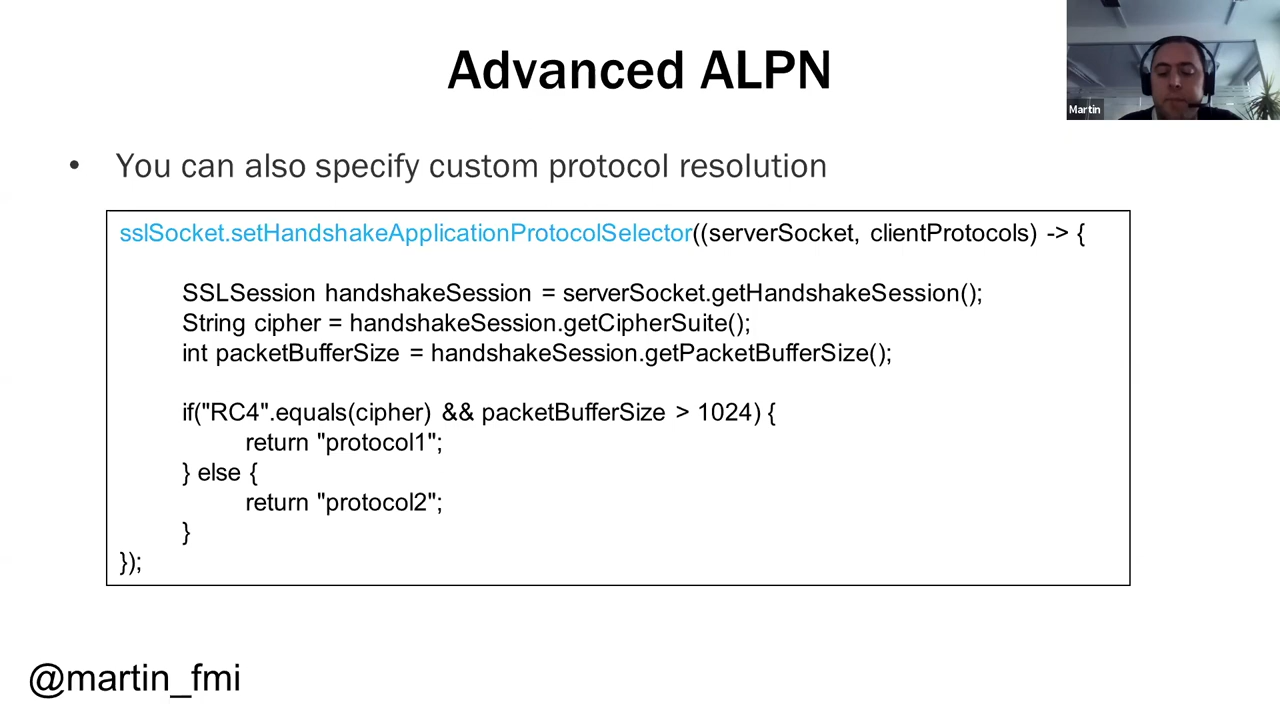 Advanced ALPN
Martin
• You can also specify custom protocol resolution
sslSocket.setHandshakeApplicationProtocolSelector((serverSocket, clientProtocols) -> {
SSLSession handshakeSession = serverSocket.getHandshakeSession();
String cipher = handshakeSession.getCipherSuite();
int packetBufferSize = handshakeSession.getPacketBufferSize();
if("RC4".equals(cipher) && packetBufferSize > 1024) {
return "protocol1";
} else {
return "protocol2";
}
});
@martin_fmi